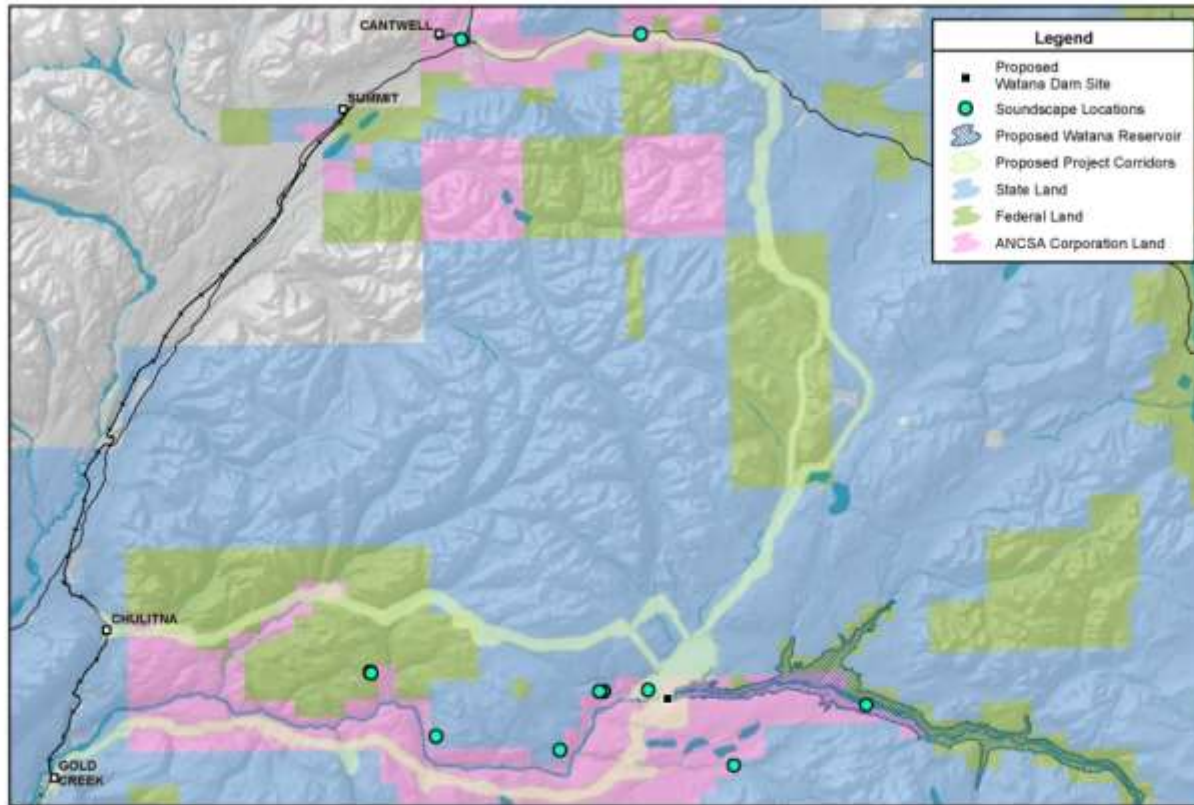 CANTWELL
SUMMIT
Legend
Proposed
Watana Dam Site
Soundscape Locations
Proposed Watana Reservoir
Proposed Project Corridors
State Land
Federal Land
ANCSA Corporation Land
CHULITNA
GOLD
CREEK